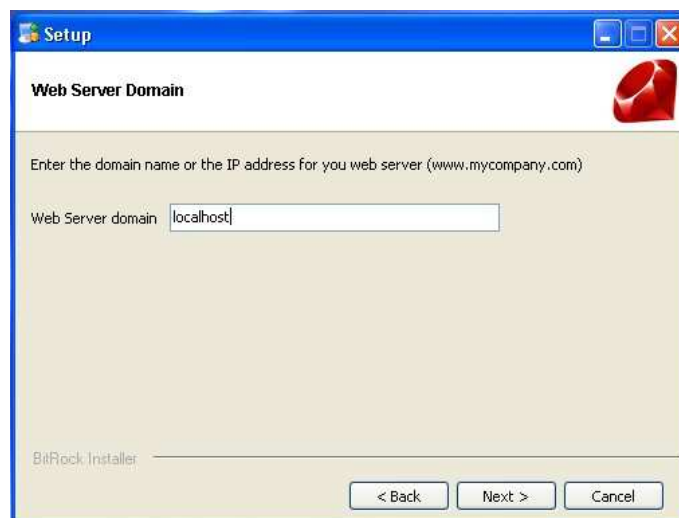 Setup
Web Server Domain
Enter the domain name or the IP address for you web server (www.mycompany.com)
Web Server domain localhost
BitRock Installer
< Back Next > Cancel